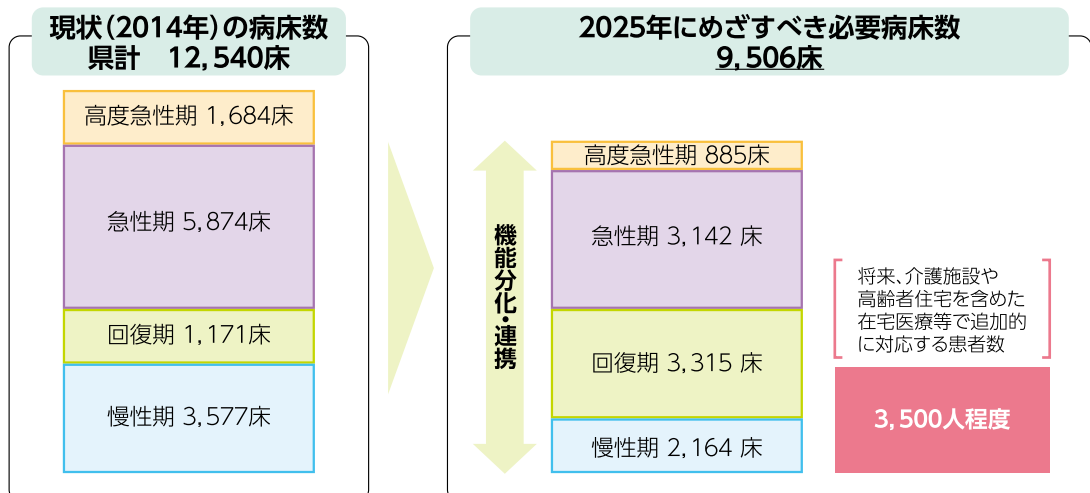 現状（2014年）の病床数
県計　12,540床
高度急性期 1,684床
急性期 5,874床
回復期 1,171床
慢性期 3,577床
2025年にめざすべき必要病床数
9,506床
機能分化・連携
高度急性期 885床
急性期 3,142 床
回復期 3,315 床
慢性期 2,164 床
将来、介護施設や
高齢者住宅を含めた
在宅医療等で追加的
に対応する患者数
3,500人程度